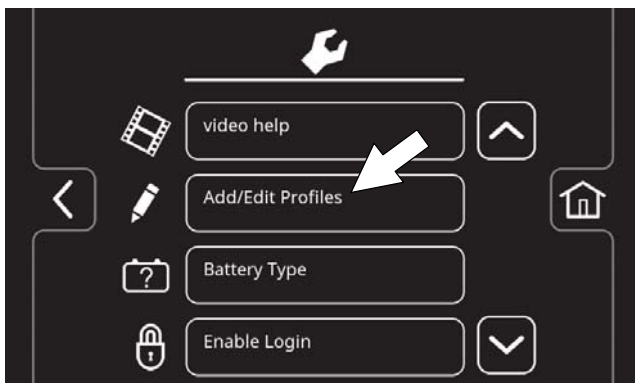 video help
Add/Edit Profiles
?
Battery Type
Enable Login